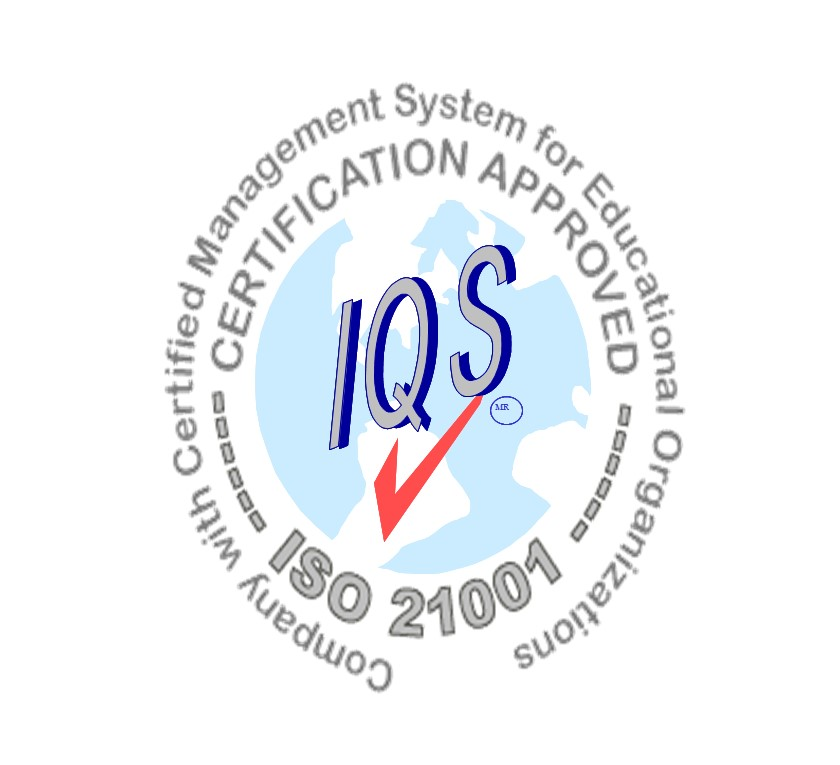 Company with Certified Management System for Educational Organizations
CERTIFICATION APPROVED
IQS
MR
ISO 21001